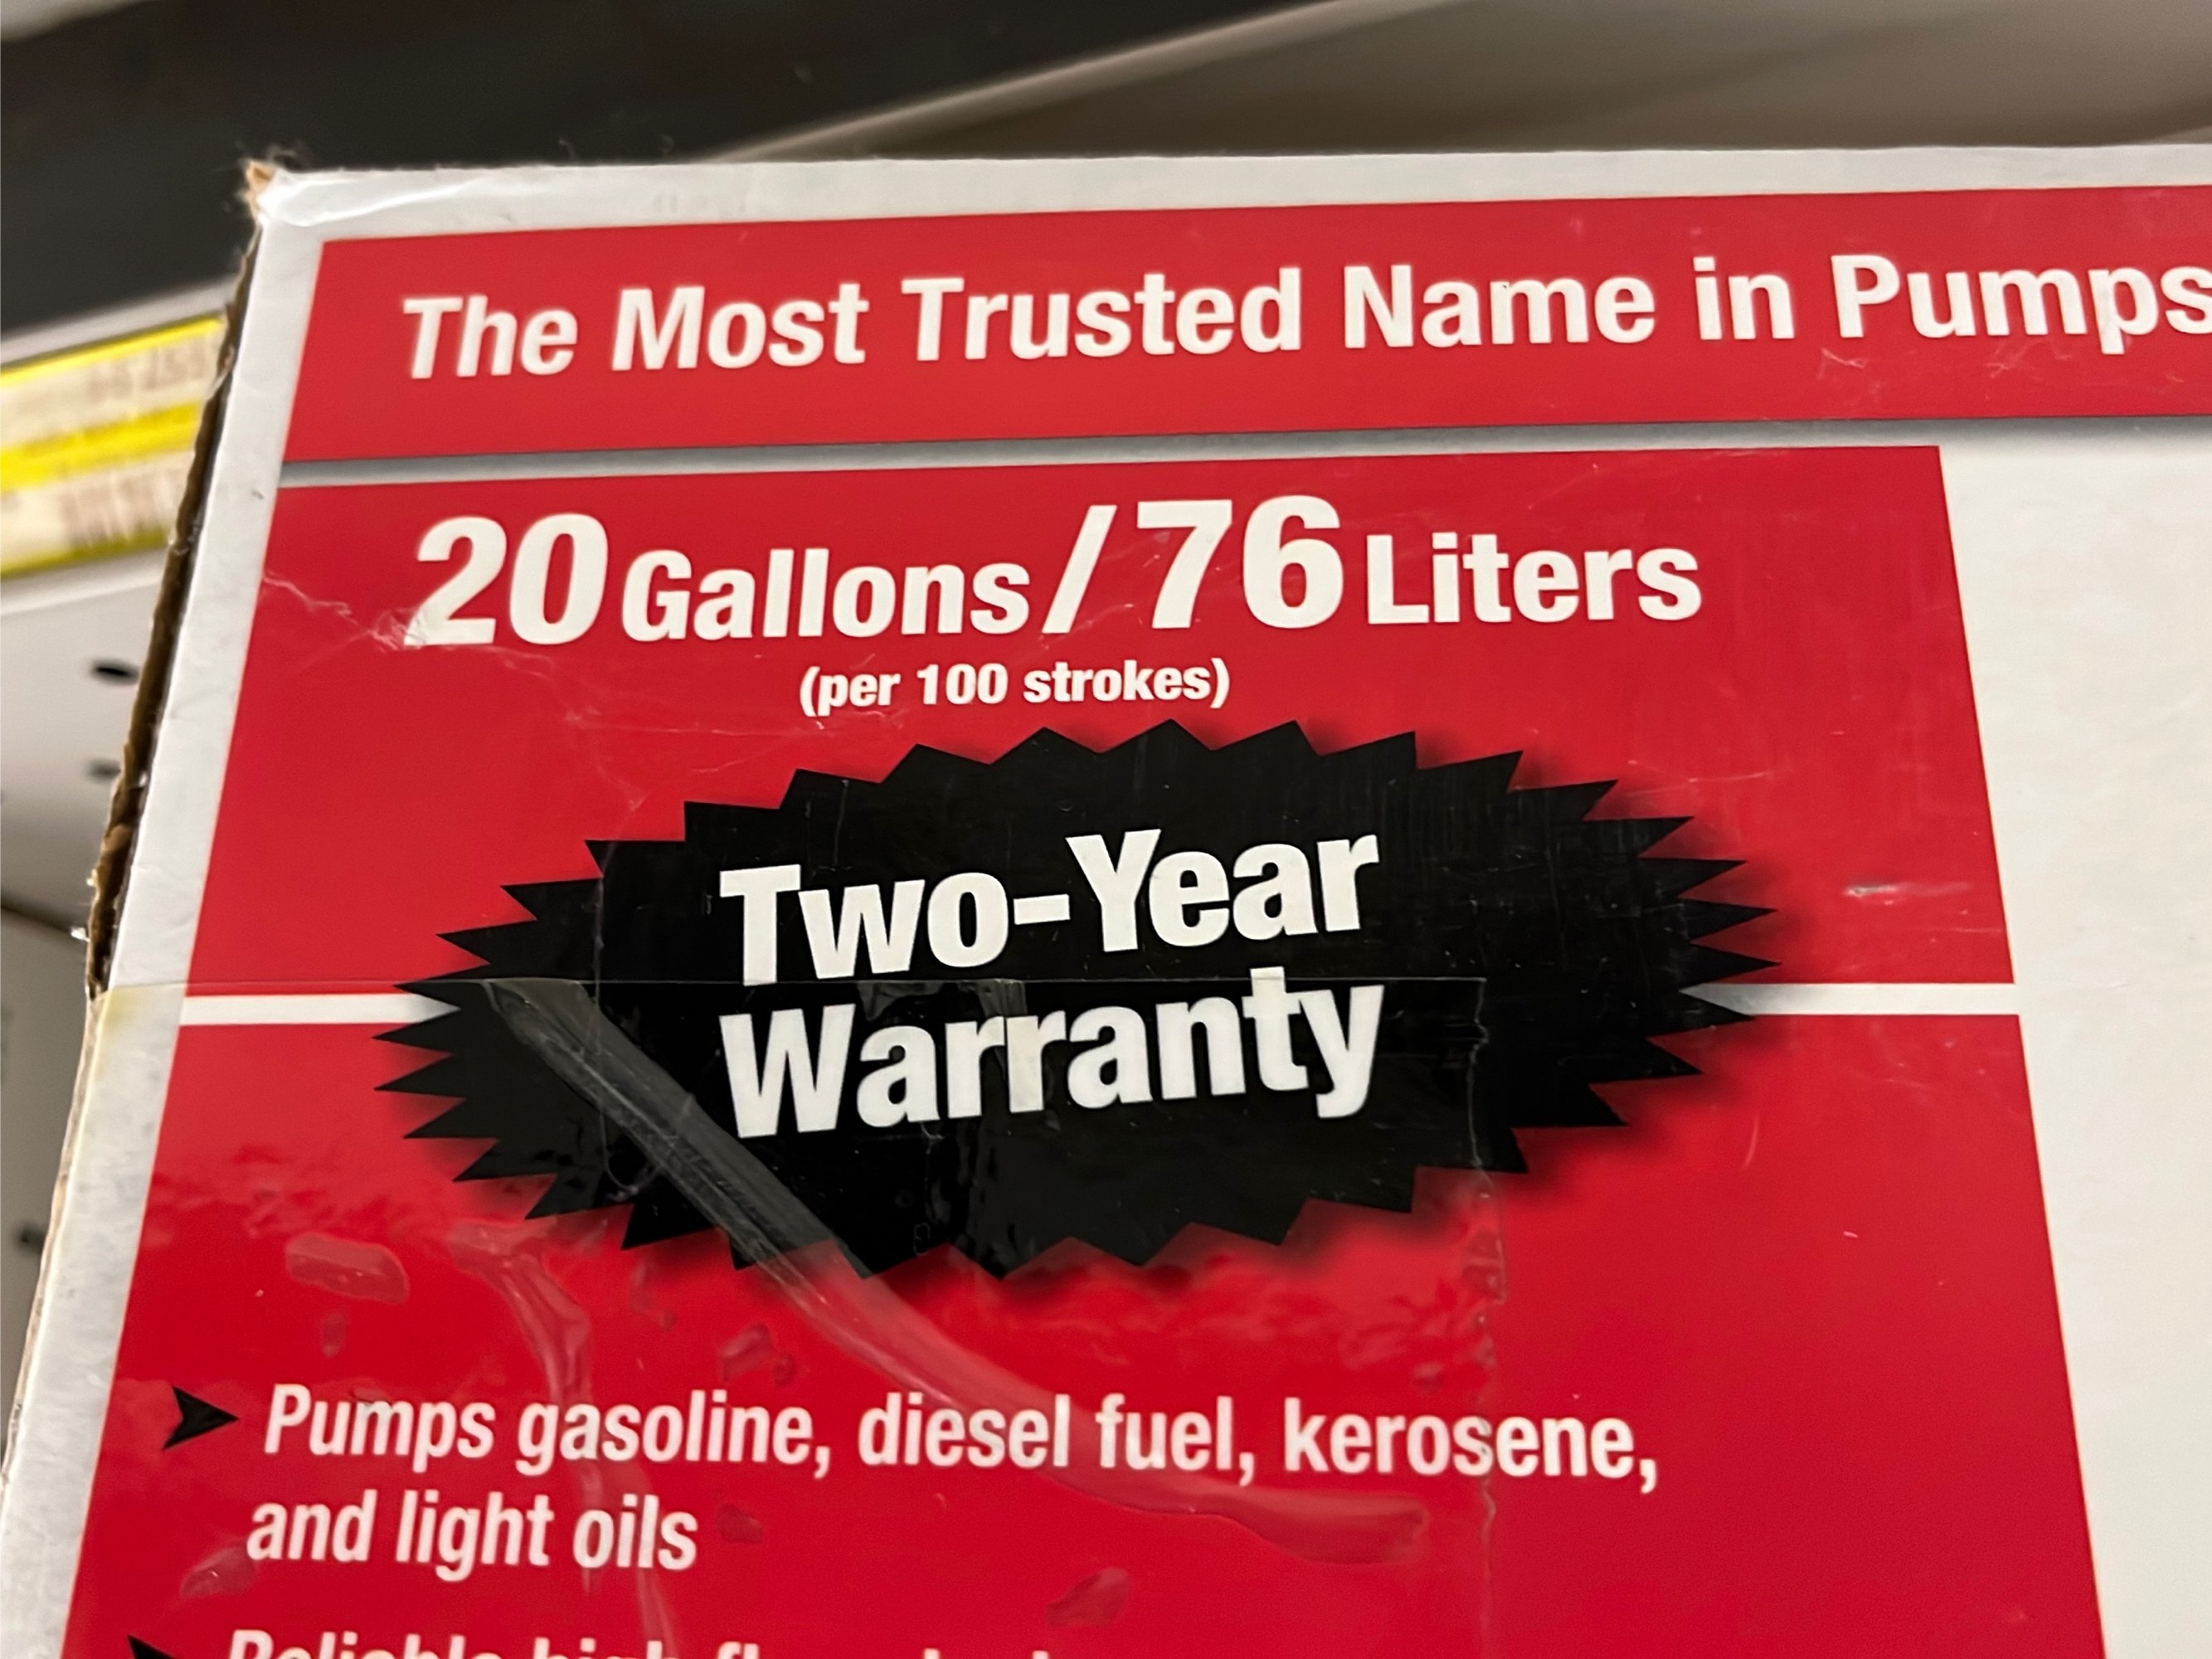 The Most Trusted Name in Pumps
20 Gallons / 76 Liters
(per 100 strokes)
Two-Year
Warranty
Pumps gasoline, diesel fuel, kerosene,
and light oils